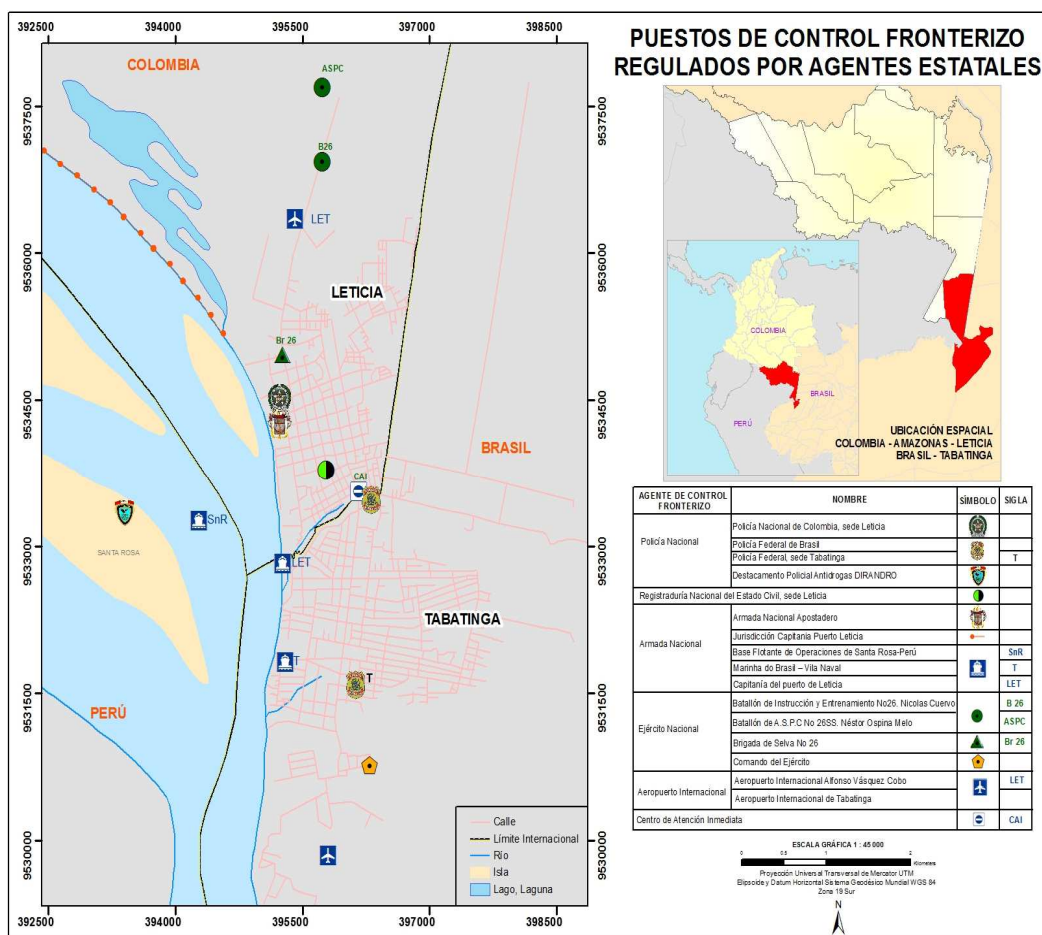 392500
394000
395500
397000
398500
PUESTOS DE CONTROL FRONTERIZO
REGULADOS POR AGENTES ESTATALES
COLOMBIA
ASPC
B26
LET
LETICIA
Br 26
BRASIL
CAI
SnR
SANTA ROSA
LET
TABATINGA
T
T
PERÚ
9537500
9536000
9534500
9533000
9531500
9530000
9537500
9536000
9534500
9533000
9531500
9530000
Calle
Límite Internacional
Río
Isla
Lago, Laguna
392500
394000
395500
397000
398500
COLOMBIA
BRASIL
PERÚ
UBICACIÓN ESPACIAL
COLOMBIA - AMAZONAS - LETICIA
BRASIL - TABATINGA
AGENTE DE CONTROL FRONTERIZO NOMBRE SÍMBOLO SIGLA
Policía Nacional
Policía Nacional de Colombia, sede Leticia
Policía Federal de Brasil
Policía Federal, sede Tabatinga T
Destacamento Policial Antidrogas DIRANDRO
Registraduría Nacional del Estado Civil, sede Leticia
Armada Nacional
Armada Nacional Apostadero
Jurisdicción Capitania Puerto Leticia
Base Flotante de Operaciones de Santa Rosa-Perú SnR
Marinha do Brasil – Vila Naval T
Capitanía del puerto de Leticia LET
Ejército Nacional
Batallón de Instrucción y Entrenamiento No26. Nicolas Cuervo B 26
Batallón de A.S.P.C No 26SS. Néstor Ospina Melo ASPC
Brigada de Selva No 26 Br 26
Comando del Ejército
Aeropuerto Internacional
Aeropuerto Internacional Alfonso Vásquez Cobo LET
Aeropuerto Internacional de Tabatinga
Centro de Atención Inmediata CAI
ESCALA GRÁFICA 1 : 45 000
0 0.5 1 2
Kilometers
Proyección Universal Transversal de Mercator UTM
Elipsoide y Datum Horizontal Sistema Geodésico Mundial WGS 84
Zona 19 Sur
N